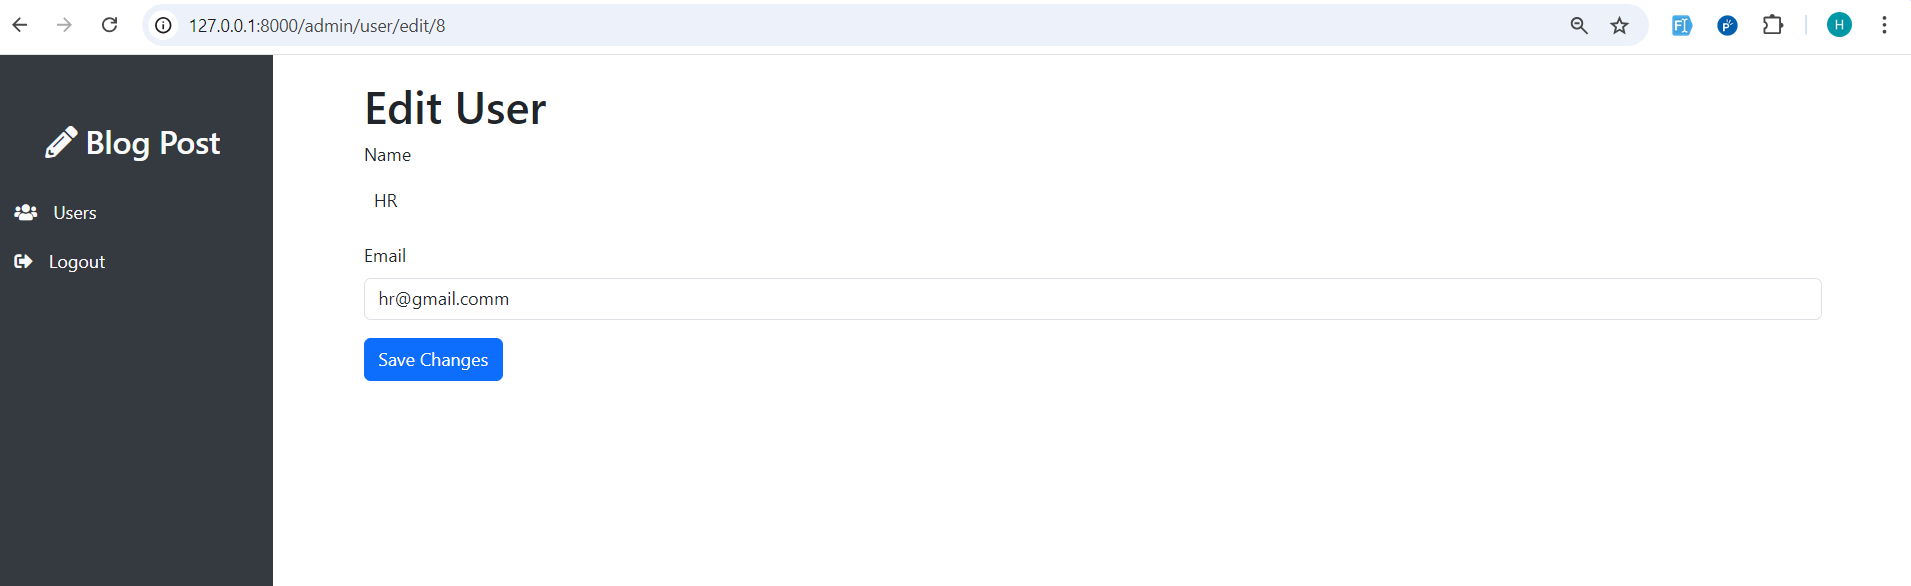 127.0.0.1:8000/admin/user/edit/8
H
Blog Post
Users
Logout
Edit User
Name
HR
Email
hr@gmail.comm
Save Changes